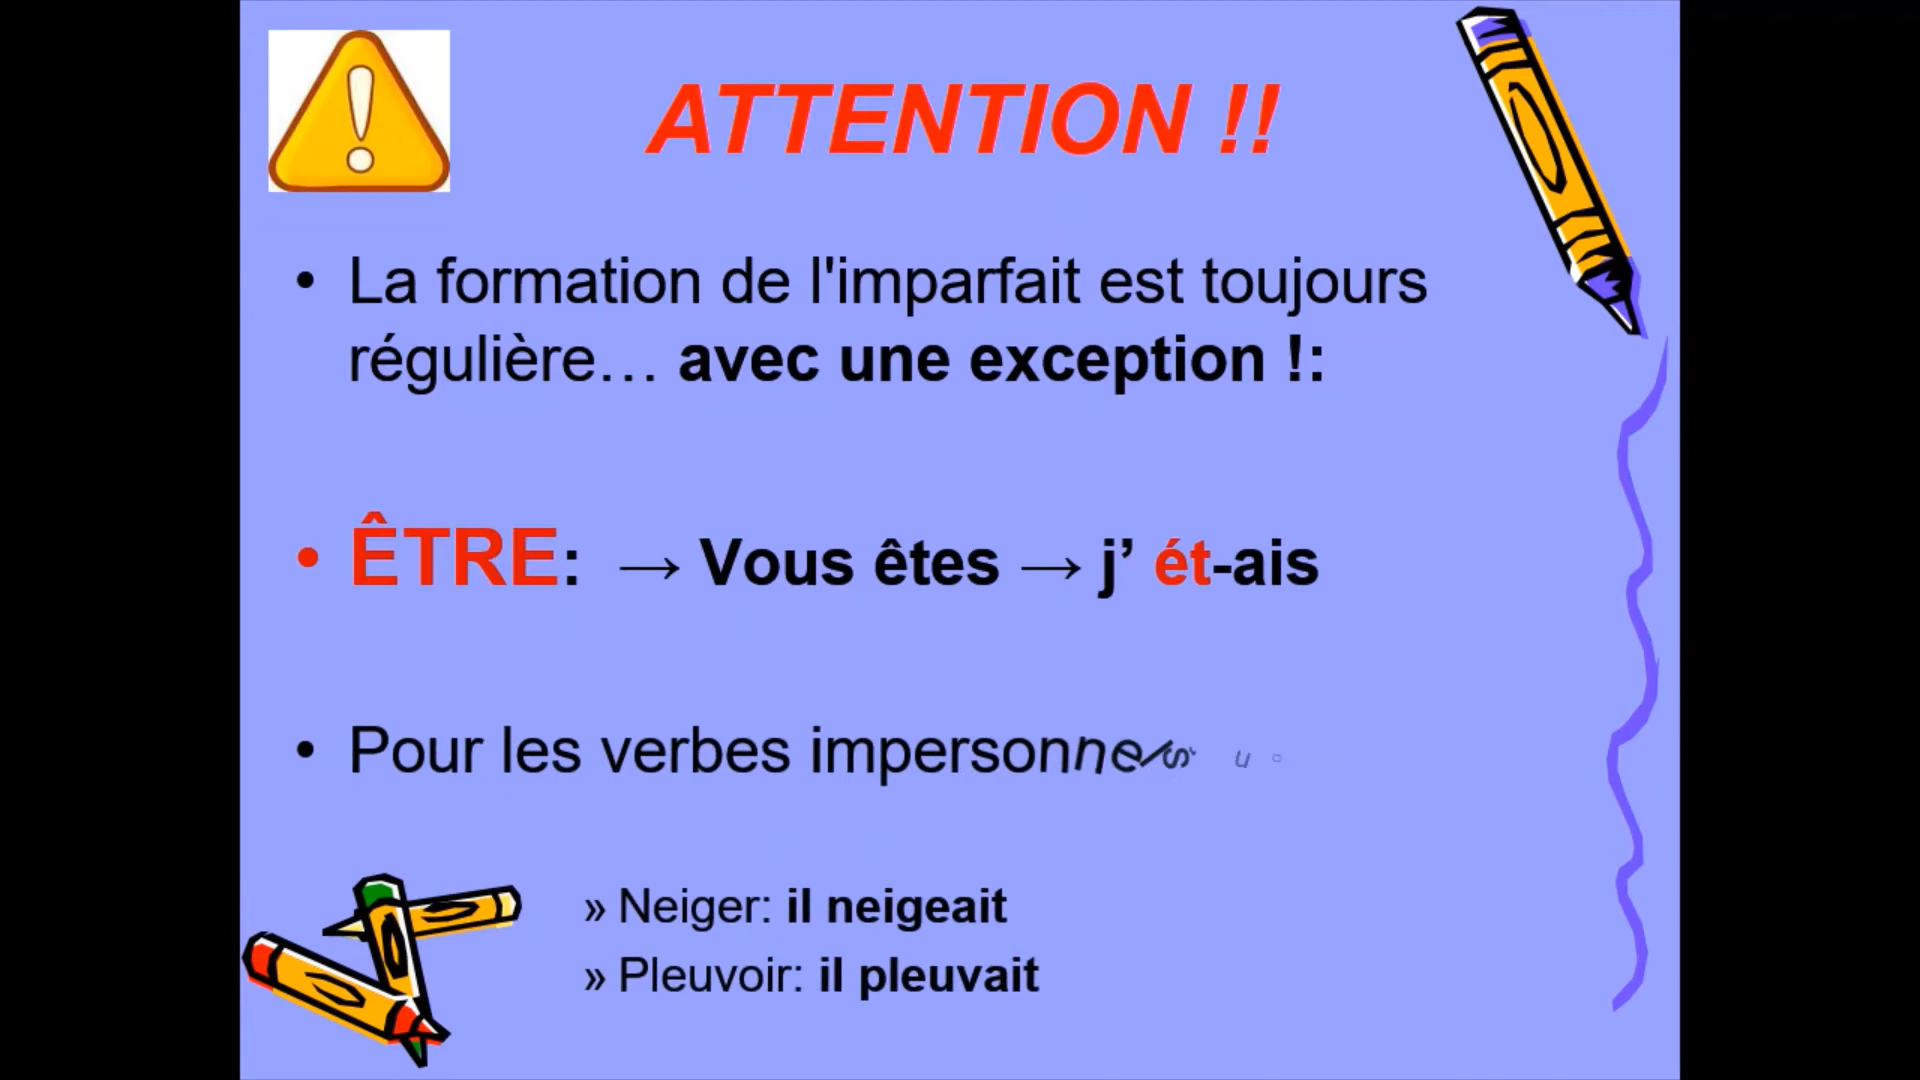 ATTENTION !!
• La formation de l'imparfait est toujours
régulière… avec une exception !:
• ÊTRE: → Vous êtes → j’ ét-ais
• Pour les verbes impersonnels
» Neiger: il neigeait
» Pleuvoir: il pleuvait